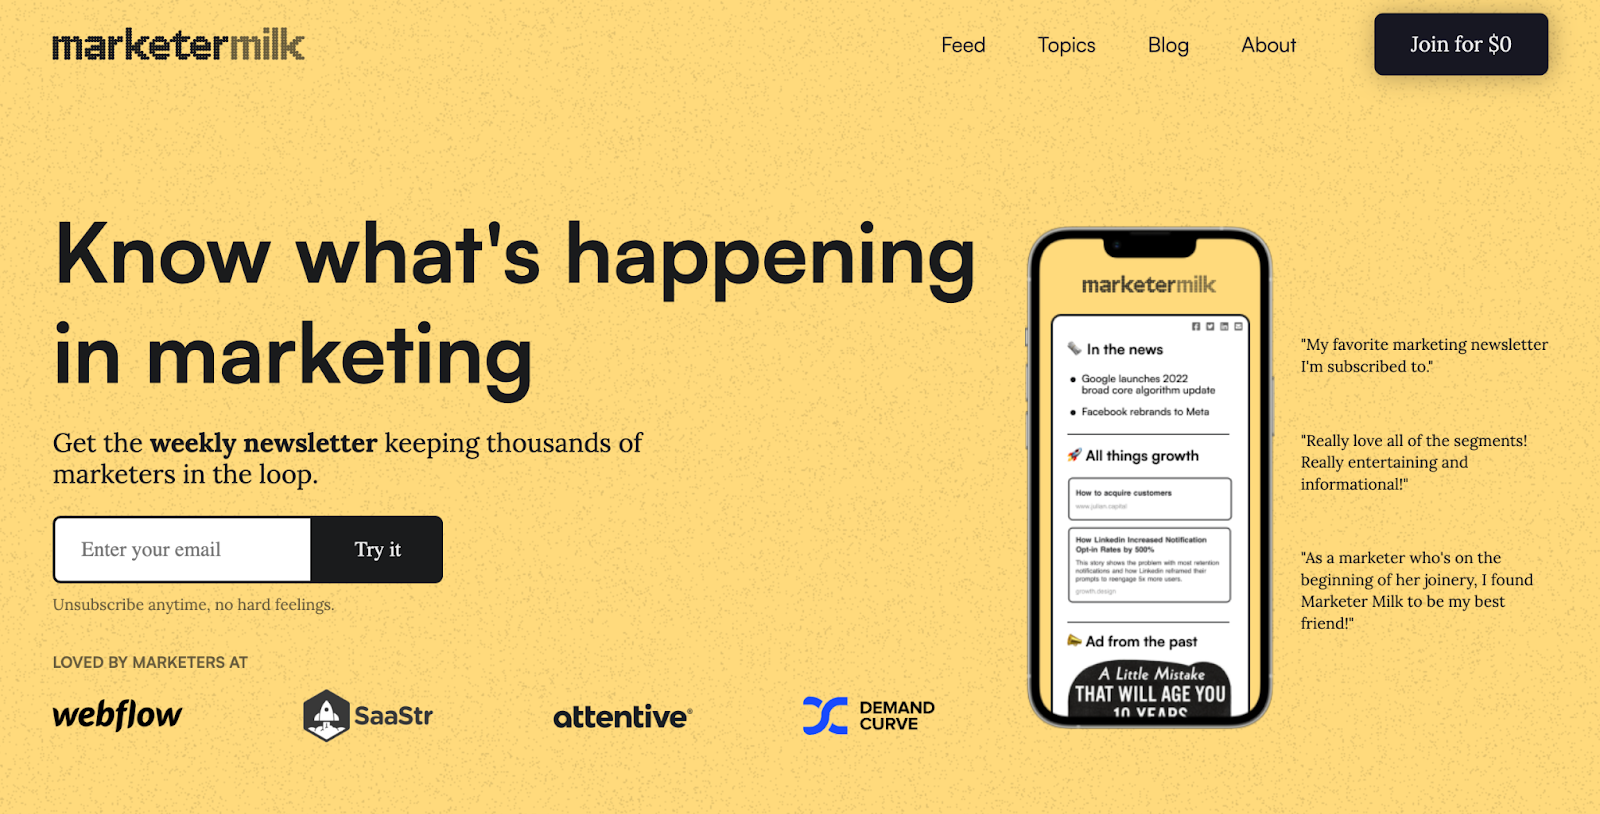 marketermilk
Feed
Topics
Blog
About
Join for $0
Know what's happening
in marketing
Get the weekly newsletter keeping thousands of
marketers in the loop.
Enter your email
Try it
Unsubscribe anytime, no hard feelings.
LOVED BY MARKETERS AT
webflow
SaaStr
attentive®
DEMAND
CURVE
marketermilk
In the news
• Google launches 2022
broad core algorithm update
• Facebook rebrands to Meta
All things growth
How to acquire customers
www.julian.capital
How Linkedin Increased Notification
Opt-in Rates by 500%
This story shows the problem with most retention
notifications and how Linkedin reframed their
prompts to reengage 5x more users.
growth.design
Ad from the past
A Little Mistake
THAT WILL AGE YOU
10 YEARS
"My favorite marketing newsletter
I'm subscribed to."
"Really love all of the segments!
Really entertaining and
informational!"
"As a marketer who's on the
beginning of her joinery, I found
Marketer Milk to be my best
friend!"